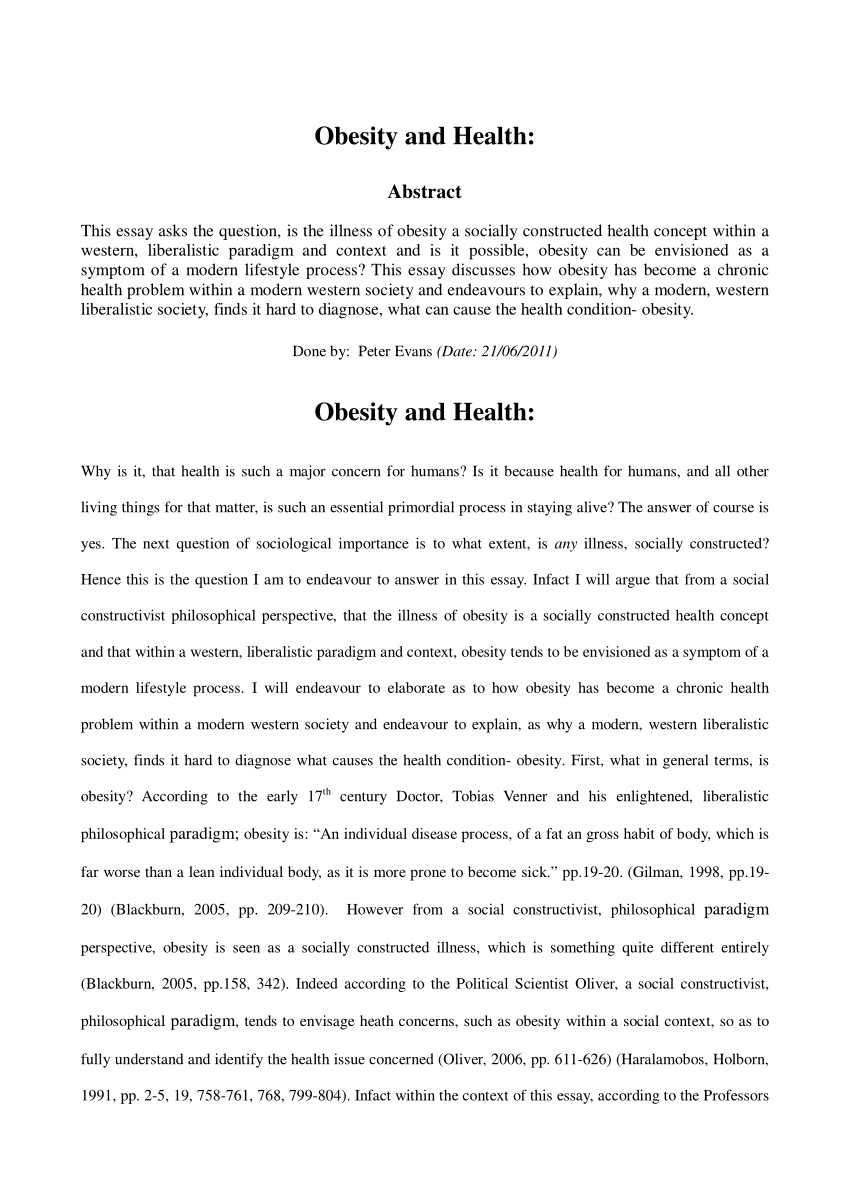 Obesity and Health:
Abstract
This essay asks the question, is the illness of obesity a socially constructed health concept within a
western, liberalistic paradigm and context and is it possible, obesity can be envisioned as a
symptom of a modern lifestyle process? This essay discusses how obesity has become a chronic
health problem within a modern western society and endeavours to explain, why a modern, western
liberalistic society, finds it hard to diagnose, what can cause the health condition- obesity.
Done by:  Peter Evans (Date: 21/06/2011)
Obesity and Health:
Why is it, that health is such a major concern for humans? Is it because health for humans, and all other
living things for that matter, is such an essential primordial process in staying alive? The answer of course is
yes. The next question of sociological importance is to what extent, is any illness, socially constructed?
Hence this is the question I am to endeavour to answer in this essay. Infact I will argue that from a social
constructivist philosophical perspective, that the illness of obesity is a socially constructed health concept
and that within a western, liberalistic paradigm and context, obesity tends to be envisioned as a symptom of a
modern lifestyle process. I will endeavour to elaborate as to how obesity has become a chronic health
problem within a modern western society and endeavour to explain, as why a modern, western liberalistic
society, finds it hard to diagnose what causes the health condition- obesity. First, what in general terms, is
obesity? According to the early 17th century Doctor, Tobias Venner and his enlightened, liberalistic
philosophical paradigm; obesity is: “An individual disease process, of a fat an gross habit of body, which is
far worse than a lean individual body, as it is more prone to become sick.” pp.19-20. (Gilman, 1998, pp.19-
20) (Blackburn, 2005, pp. 209-210).  However from a social constructivist, philosophical paradigm
perspective, obesity is seen as a socially constructed illness, which is something quite different entirely
(Blackburn, 2005, pp.158, 342). Indeed according to the Political Scientist Oliver, a social constructivist,
philosophical paradigm, tends to envisage heath concerns, such as obesity within a social context, so as to
fully understand and identify the health issue concerned (Oliver, 2006, pp. 611-626) (Haralamobos, Holborn,
1991, pp. 2-5, 19, 758-761, 768, 799-804). Infact within the context of this essay, according to the Professors